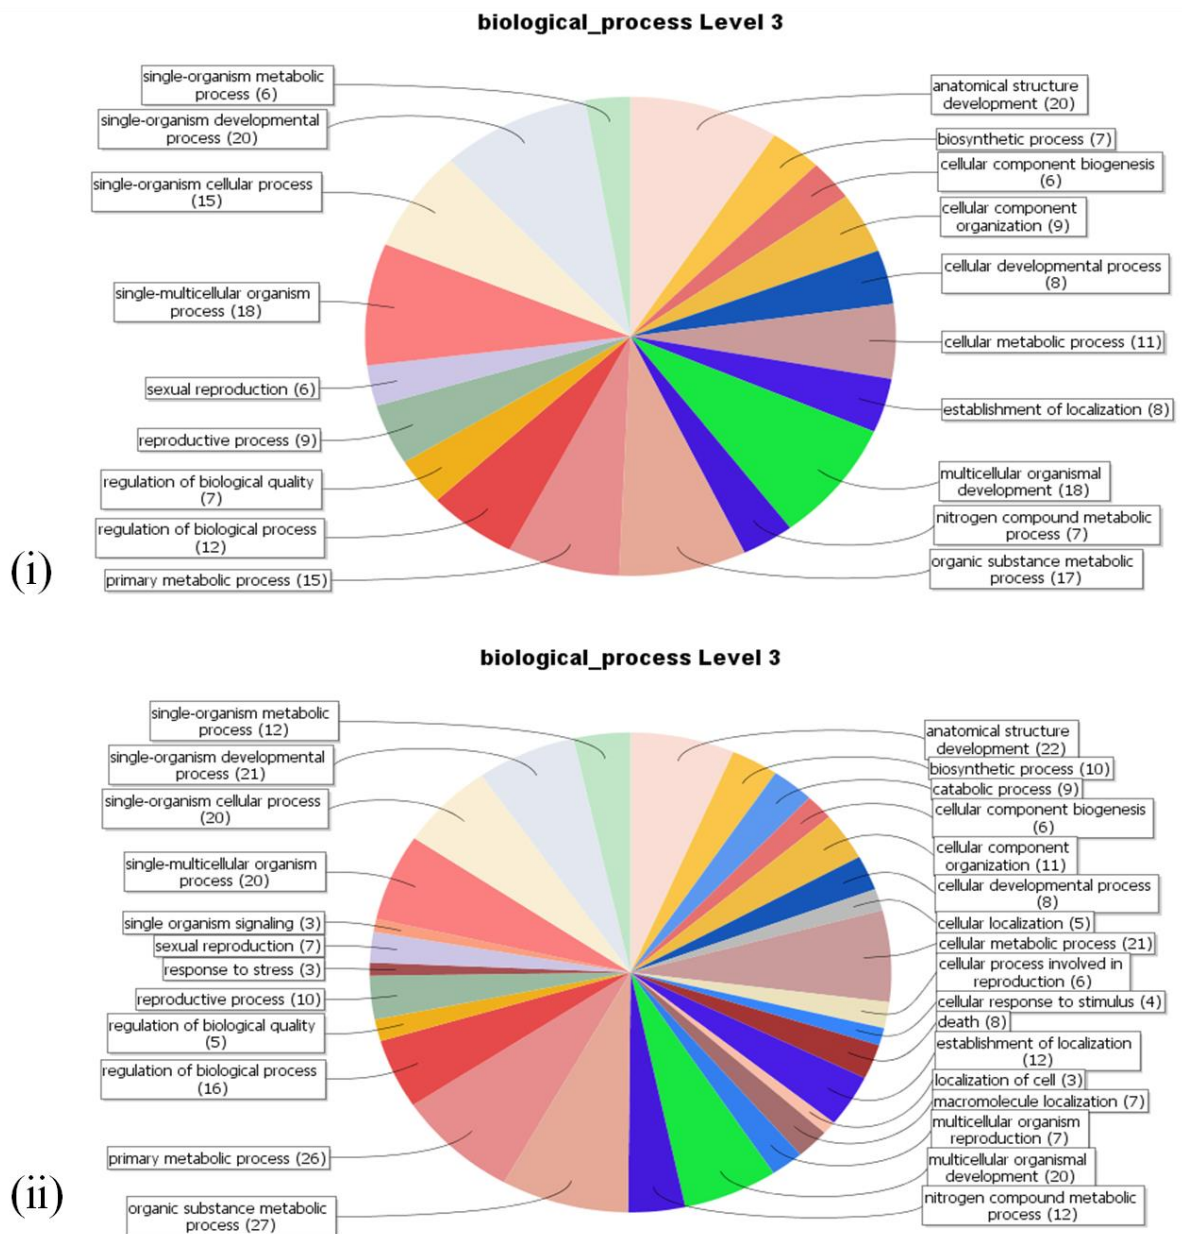 biological_process Level 3
single-organism metabolic
process (6)
single-organism developmental
process (20)
single-organism cellular process
(15)
single-multicellular organism
process (18)
sexual reproduction (6)
reproductive process (9)
regulation of biological quality
(7)
regulation of biological process
(12)
primary metabolic process (15)
anatomical structure
development (20)
biosynthetic process (7)
cellular component biogenesis
(6)
cellular component
organization (9)
cellular developmental process
(8)
cellular metabolic process (11)
establishment of localization (8)
multicellular organismal
development (18)
nitrogen compound metabolic
process (7)
organic substance metabolic
process (17)
(i)
biological_process Level 3
single-organism metabolic
process (12)
single-organism developmental
process (21)
single-organism cellular process
(20)
single-multicellular organism
process (20)
single organism signaling (3)
sexual reproduction (7)
response to stress (3)
reproductive process (10)
regulation of biological quality
(5)
regulation of biological process
(16)
primary metabolic process (26)
organic substance metabolic
process (27)
anatomical structure
development (22)
biosynthetic process (10)
catabolic process (9)
cellular component biogenesis
(6)
cellular component
organization (11)
cellular developmental process
(8)
cellular localization (5)
cellular metabolic process (21)
cellular process involved in
reproduction (6)
cellular response to stimulus (4)
death (8)
establishment of localization
(12)
localization of cell (3)
macromolecule localization (7)
multicellular organism
reproduction (7)
multicellular organismal
development (20)
nitrogen compound metabolic
process (12)
(ii)